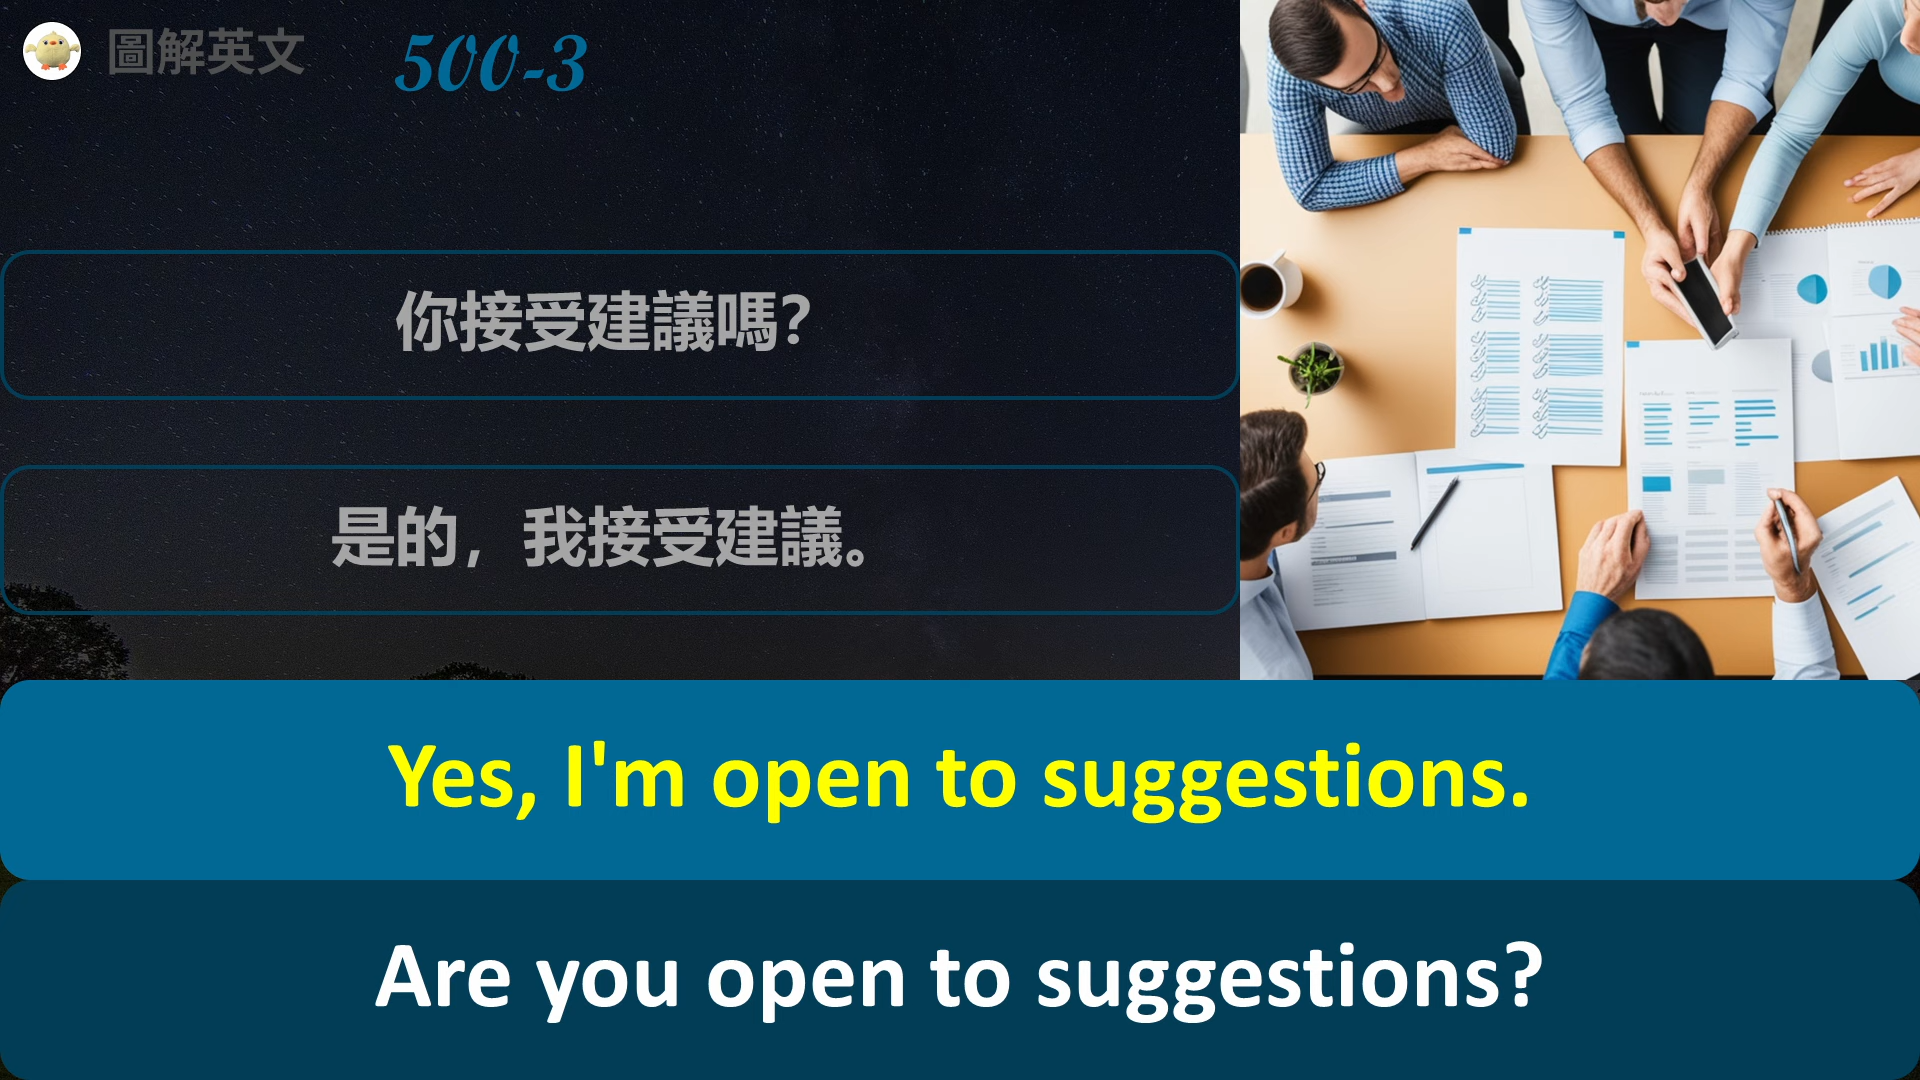 圖解英文
500-3
你接受建議嗎?
是的，我接受建議。
Yes, I'm open to suggestions.
Are you open to suggestions?